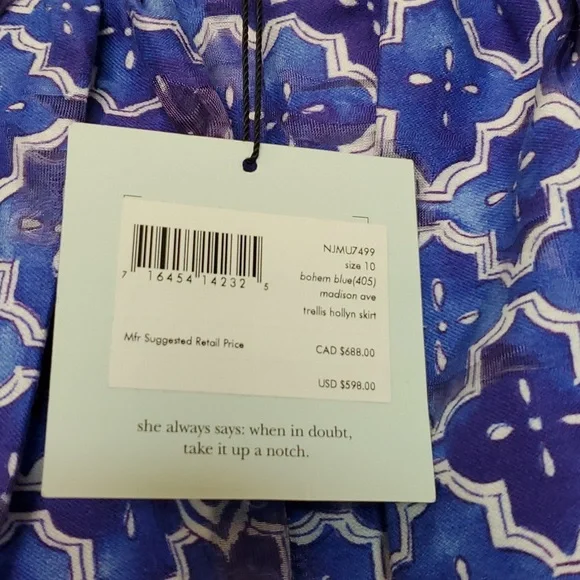 NJMU7499
size 10
bohem blue(405)
madison ave
trellis hollyn skirt
7 16454 14232 5
Mfr Suggested Retail Price CAD $688.00
USD $598.00
she always says: when in doubt,
take it up a notch.